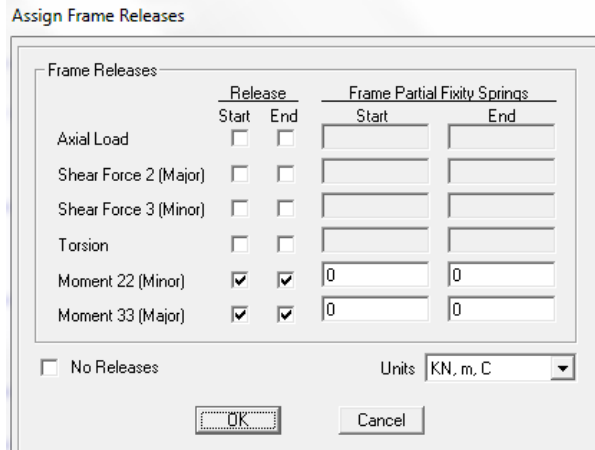 Assign Frame Releases
Frame Releases
Release Frame Partial Fixity Springs
Start End Start End
Axial Load
Shear Force 2 (Major)
Shear Force 3 (Minor)
Torsion
Moment 22 (Minor) 0 0
Moment 33 (Major) 0 0
No Releases Units KN, m, C
OK Cancel